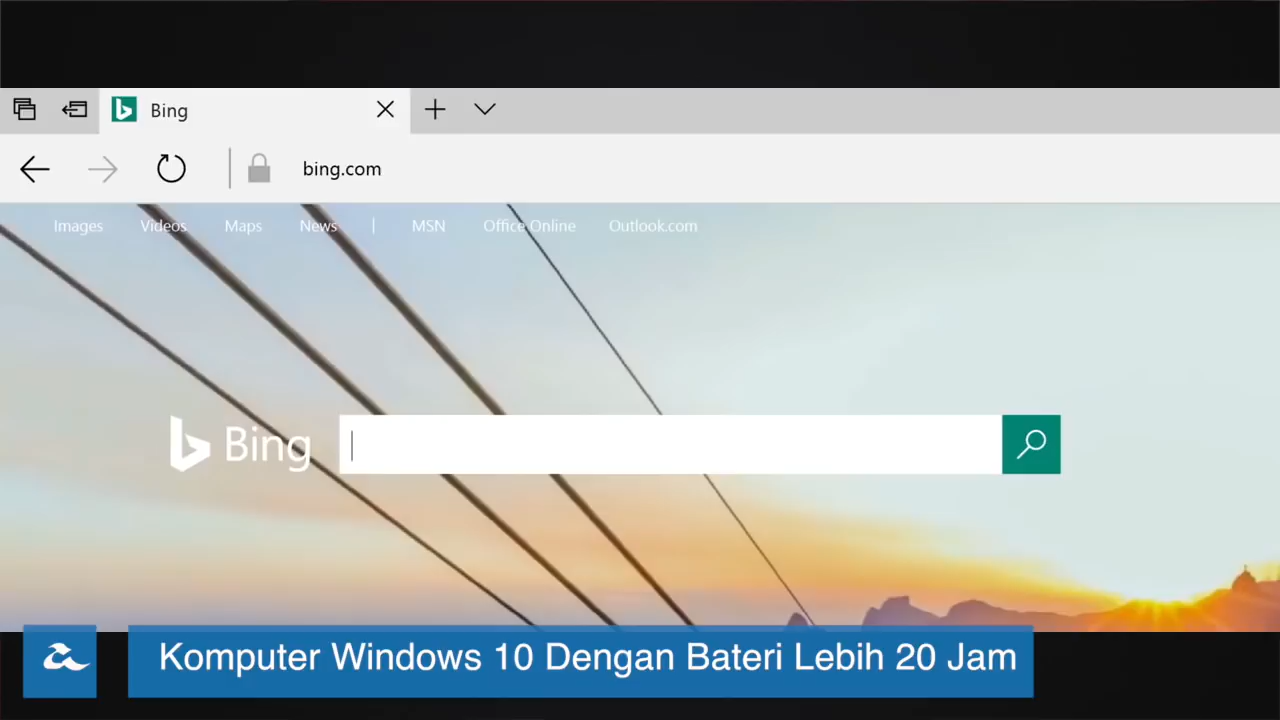 Bing
bing.com
Images Videos Maps News | MSN Office Online Outlook.com
Bing
Komputer Windows 10 Dengan Bateri Lebih 20 Jam